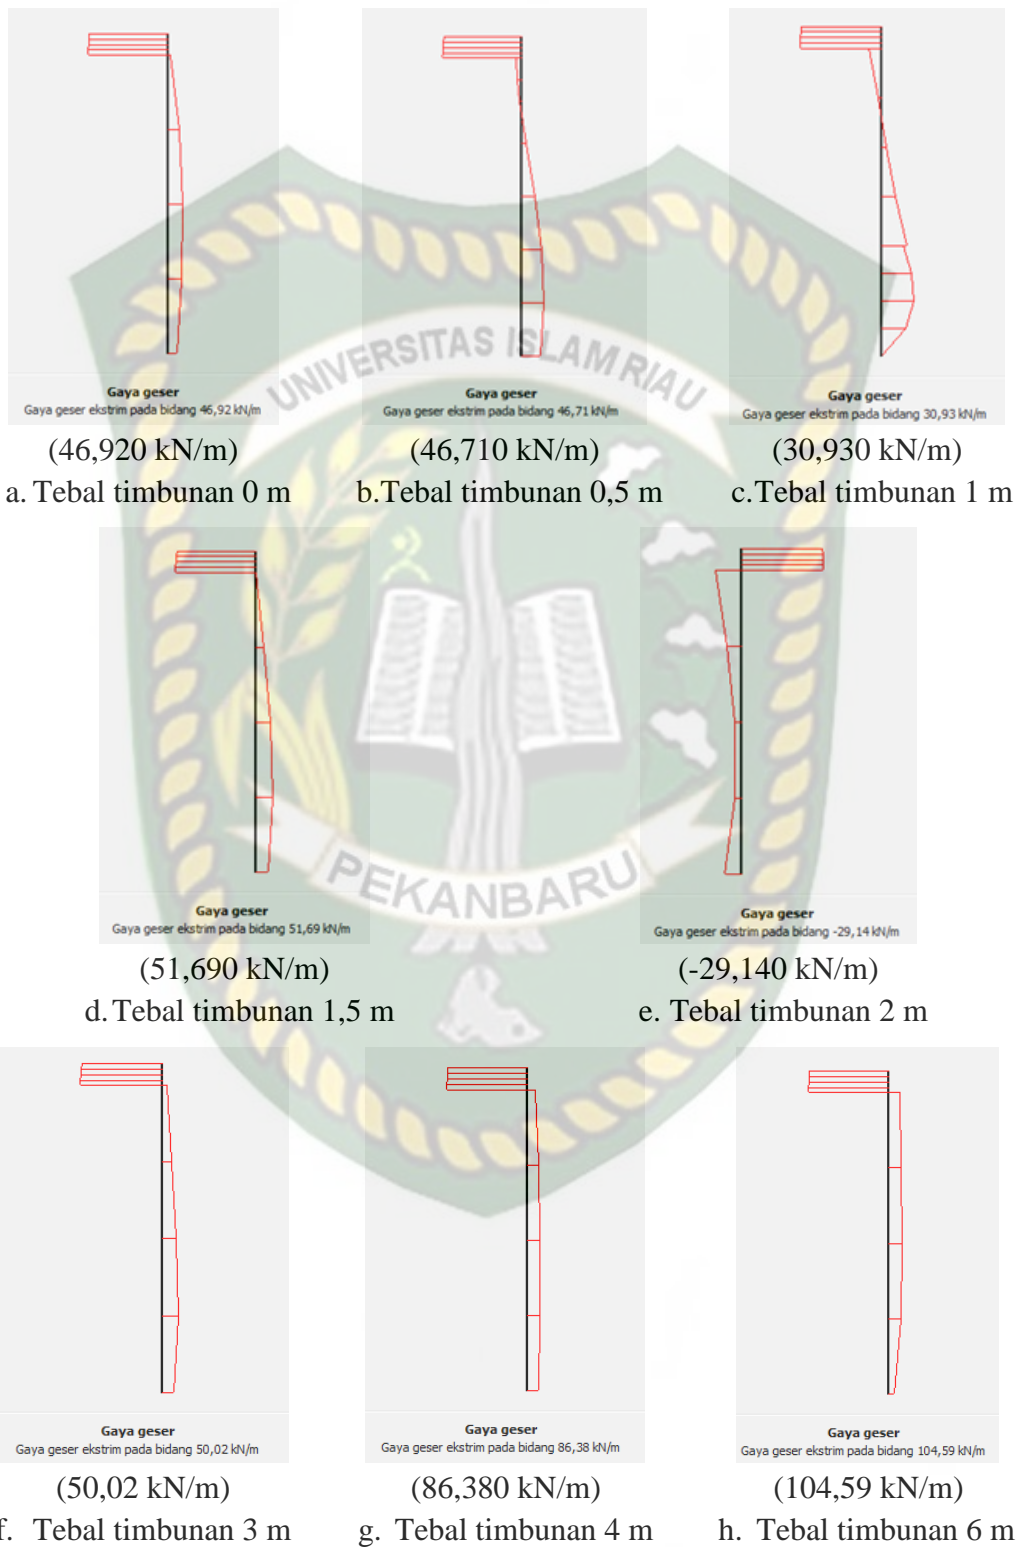 UNIVERSITAS ISLAM RIAU
Gaya geser
Gaya geser ekstrim pada bidang 46,92 kN/m
Gaya geser
Gaya geser ekstrim pada bidang 46,71 kN/m
Gaya geser
Gaya geser ekstrim pada bidang 30,93 kN/m
(46,920 kN/m)
(46,710 kN/m)
(30,930 kN/m)
a. Tebal timbunan 0 m
b.Tebal timbunan 0,5 m
c.Tebal timbunan 1 m
PEKANBARU
Gaya geser
Gaya geser ekstrim pada bidang 51,69 kN/m
Gaya geser
Gaya geser ekstrim pada bidang -29,14 kN/m
(51,690 kN/m)
(-29,140 kN/m)
d. Tebal timbunan 1,5 m
e. Tebal timbunan 2 m
Gaya geser
Gaya geser ekstrim pada bidang 50,02 kN/m
Gaya geser
Gaya geser ekstrim pada bidang 86,38 kN/m
Gaya geser
Gaya geser ekstrim pada bidang 104,59 kN/m
(50,02 kN/m)
(86,380 kN/m)
(104,59 kN/m)
f. Tebal timbunan 3 m
g. Tebal timbunan 4 m
h. Tebal timbunan 6 m